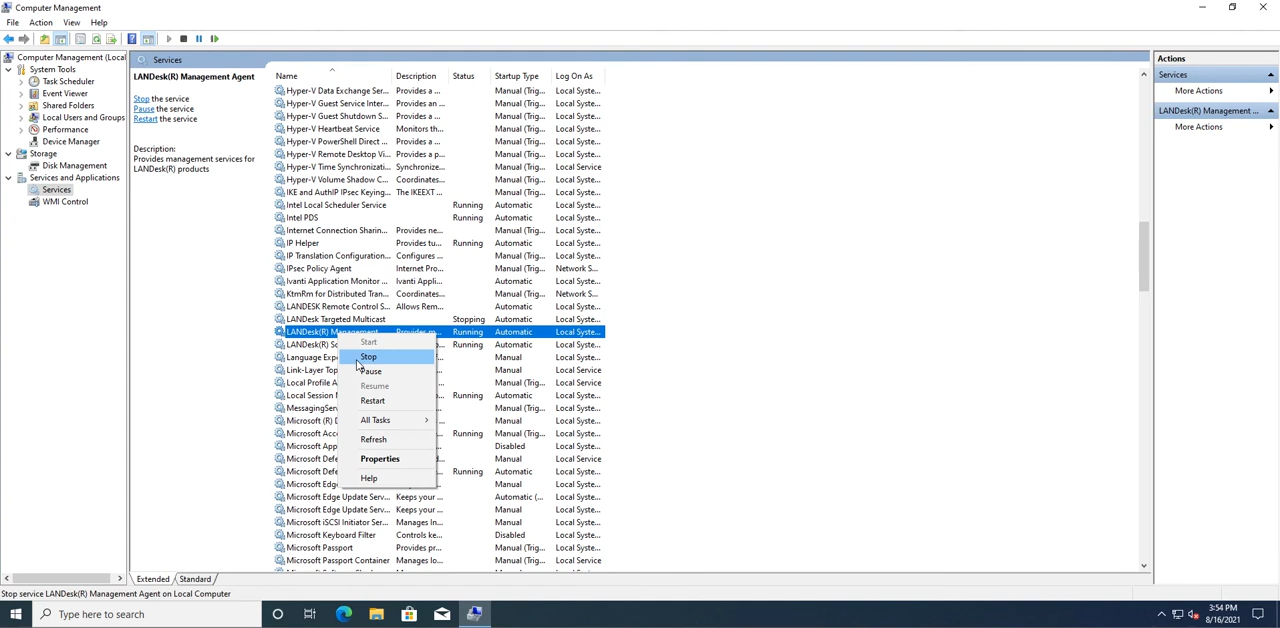 Computer Management
File Action View Help
Computer Management (Local
System Tools
Task Scheduler
Event Viewer
Shared Folders
Local Users and Groups
Performance
Device Manager
Storage
Disk Management
Services and Applications
Services
WMI Control
Services
LANDesk(R) Management Agent
Stop the service
Pause the service
Restart the service
Description:
Provides management services for
LANDesk(R) products
Name Description Status Startup Type Log On As
Hyper-V Data Exchange Ser... Provides a ... Manual (Trig... Local Syste...
Hyper-V Guest Service Inter... Provides an ... Manual (Trig... Local Syste...
Hyper-V Guest Shutdown S... Provides a ... Manual (Trig... Local Syste...
Hyper-V Heartbeat Service Monitors th... Manual (Trig... Local Syste...
Hyper-V PowerShell Direct ... Provides a ... Manual (Trig... Local Syste...
Hyper-V Remote Desktop Vi... Provides a p... Manual (Trig... Local Syste...
Hyper-V Time Synchronizati... Synchronize... Manual (Trig... Local Service
Hyper-V Volume Shadow C... Coordinates... Manual (Trig... Local Syste...
IKE and AuthIP IPsec Keying... The IKEEXT ... Manual (Trig... Local Syste...
Intel Local Scheduler Service Running Automatic Local Syste...
Intel PDS Running Automatic Local Syste...
Internet Connection Sharin... Provides ne... Manual (Trig... Local Syste...
IP Helper Provides tu... Running Automatic Local Syste...
IP Translation Configuration... Configures ... Manual (Trig... Local Syste...
IPsec Policy Agent Internet Pro... Manual (Trig... Network S...
Ivanti Application Monitor ... Ivanti Appli... Automatic Local Syste...
KtmRm for Distributed Tran... Coordinates... Manual (Trig... Network S...
LANDESK Remote Control S... Allows Rem... Automatic Local Syste...
LANDesk Targeted Multicast Stopping Automatic Local Syste...
LANDesk(R) Management Provides m... Running Automatic Local Syste...
LANDesk(R) So Running Automatic Local Syste...
Language Exp Manual Local Syste...
Link-Layer Top Manual Local Service
Local Profile A Manual (Trig... Local Syste...
Local Session M Running Automatic Local Syste...
MessagingServ Manual (Trig... Local Syste...
Microsoft (R) D Manual Local Syste...
Microsoft Acc Running Manual (Trig... Local Syste...
Microsoft App Disabled Local Syste...
Microsoft Defe Manual Local Service
Microsoft Defe Running Automatic Local Syste...
Microsoft Edge Manual Local Syste...
Microsoft Edge Update Serv... Keeps your ... Automatic (... Local Syste...
Microsoft Edge Update Serv... Keeps your ... Manual Local Syste...
Microsoft iSCSI Initiator Ser... Manages In... Manual Local Syste...
Microsoft Keyboard Filter Controls ke... Disabled Local Syste...
Microsoft Passport Provides pr... Manual (Trig... Local Syste...
Microsoft Passport Container Manages lo... Manual (Trig... Local Service
Start
Stop
Pause
Resume
Restart
All Tasks
Refresh
Properties
Help
Extended Standard
Actions
Services
More Actions
LANDesk(R) Management ...
More Actions
Stop service LANDesk(R) Management Agent on Local Computer
Type here to search
3:54 PM
8/16/2021